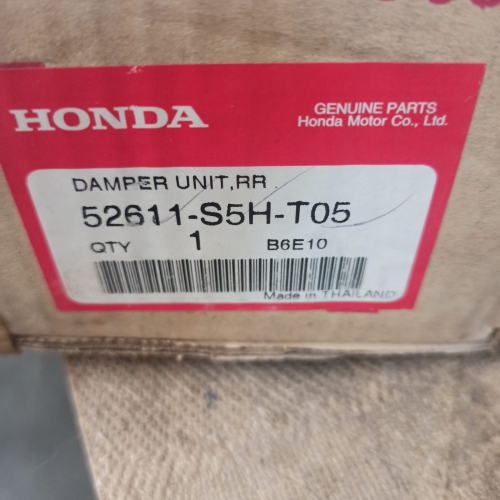 HONDA
GENUINE PARTS
Honda Motor Co., Ltd.
DAMPER UNIT,RR
52611-S5H-T05
QTY 1 B6E10
Made in THAILAND